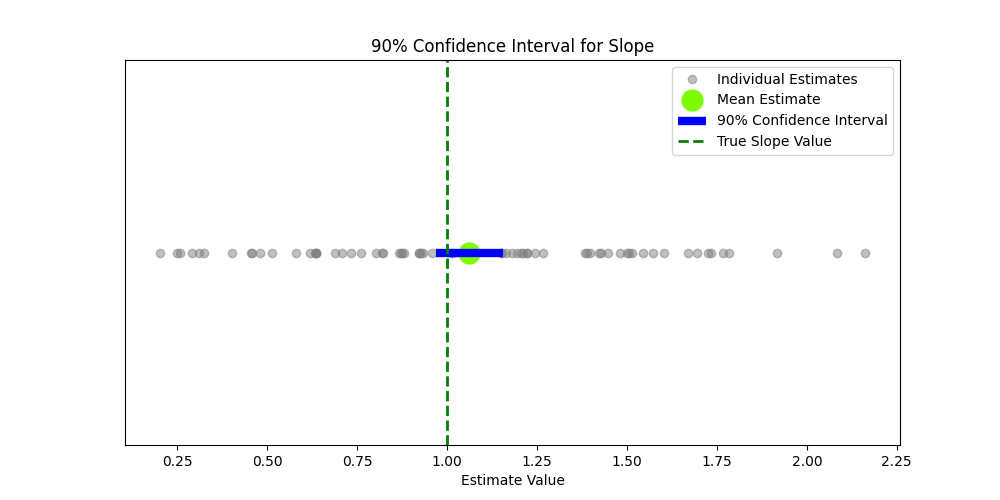 90% Confidence Interval for Slope
Individual Estimates
Mean Estimate
90% Confidence Interval
True Slope Value
0.25 0.50 0.75 1.00 1.25 1.50 1.75 2.00 2.25
Estimate Value